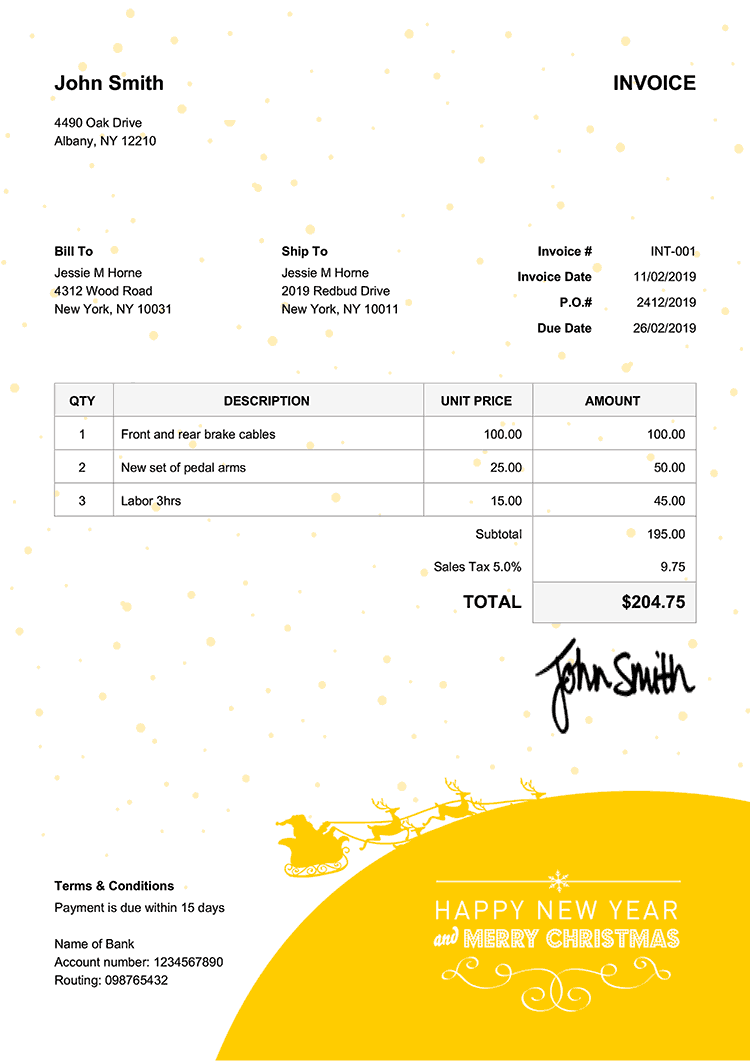 John Smith
INVOICE
4490 Oak Drive
Albany, NY 12210
Bill To
Jessie M Horne
4312 Wood Road
New York, NY 10031
Ship To
Jessie M Horne
2019 Redbud Drive
New York, NY 10011
Invoice # INT-001
Invoice Date 11/02/2019
P.O.# 2412/2019
Due Date 26/02/2019
QTY DESCRIPTION UNIT PRICE AMOUNT
1 Front and rear brake cables 100.00 100.00
2 New set of pedal arms 25.00 50.00
3 Labor 3hrs 15.00 45.00
Subtotal 195.00
Sales Tax 5.0% 9.75
TOTAL $204.75
John Smith
Terms & Conditions
Payment is due within 15 days
Name of Bank
Account number: 1234567890
Routing: 098765432
HAPPY NEW YEAR
and MERRY CHRISTMAS